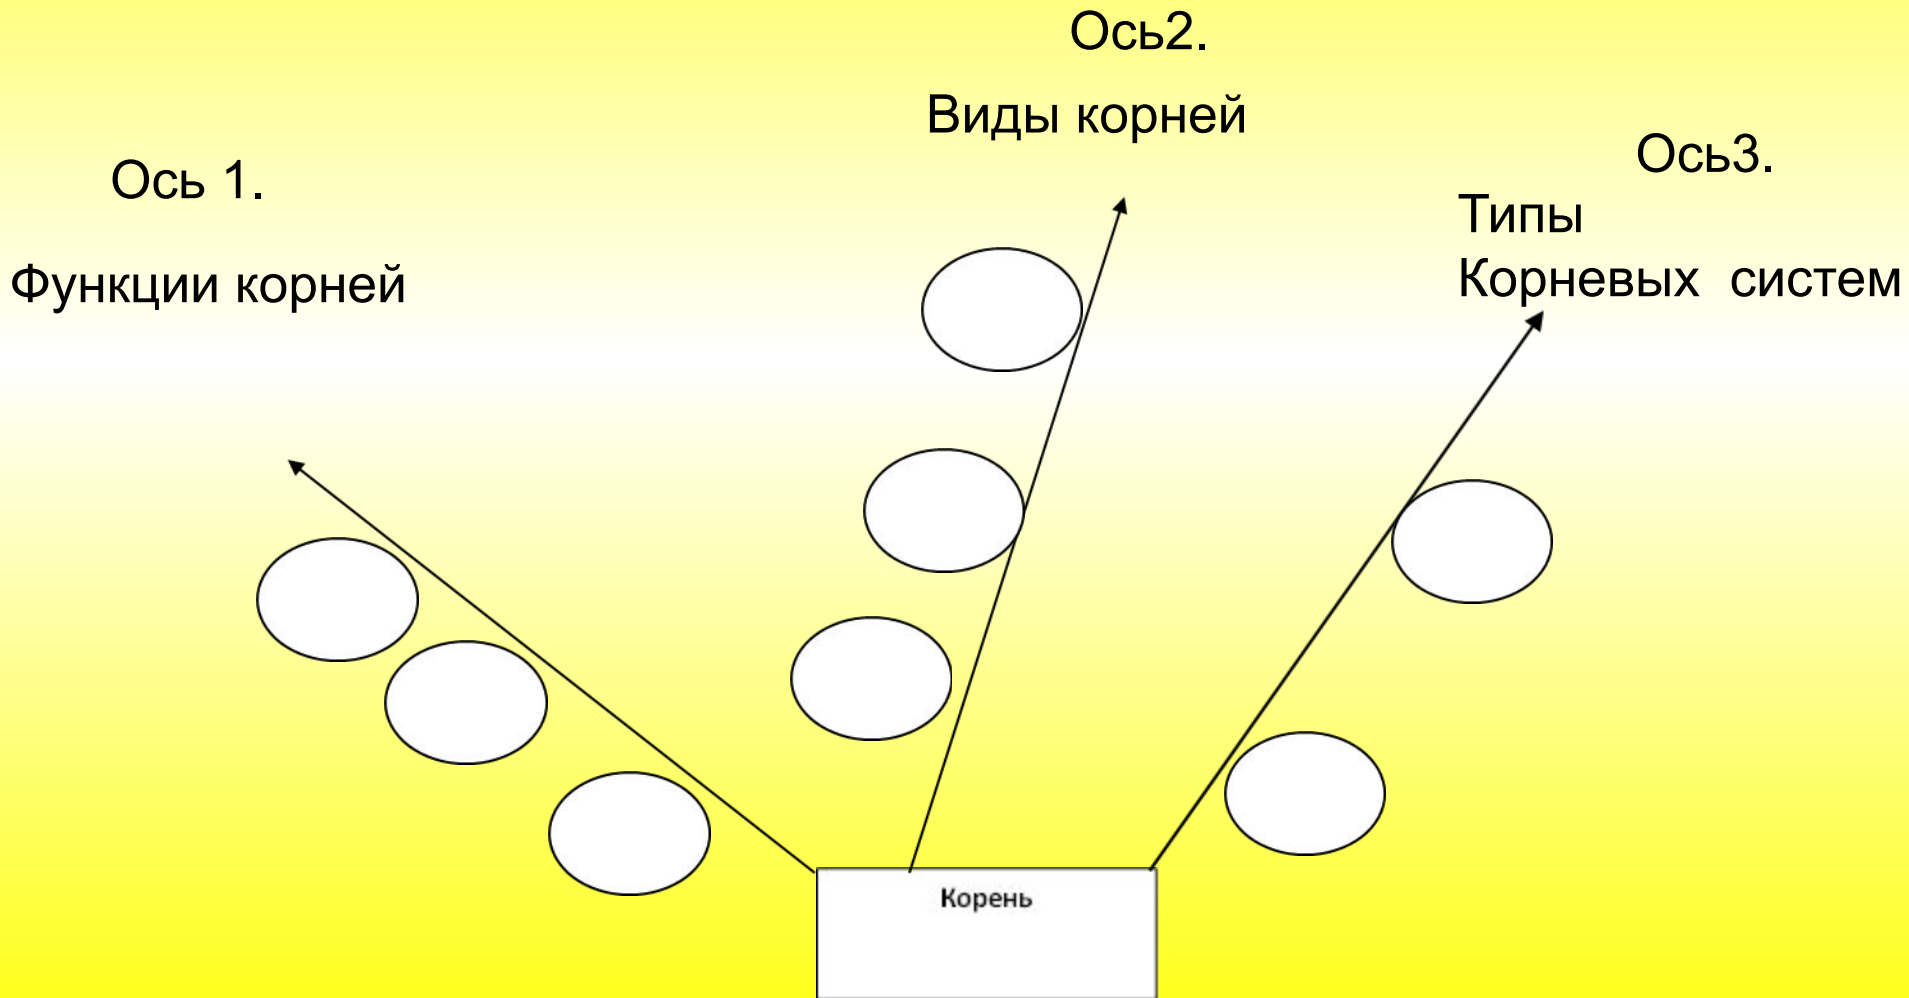 Ось 1.
Функции корней
Ось2.
Виды корней
Ось3.
Типы
Корневых систем
Корень